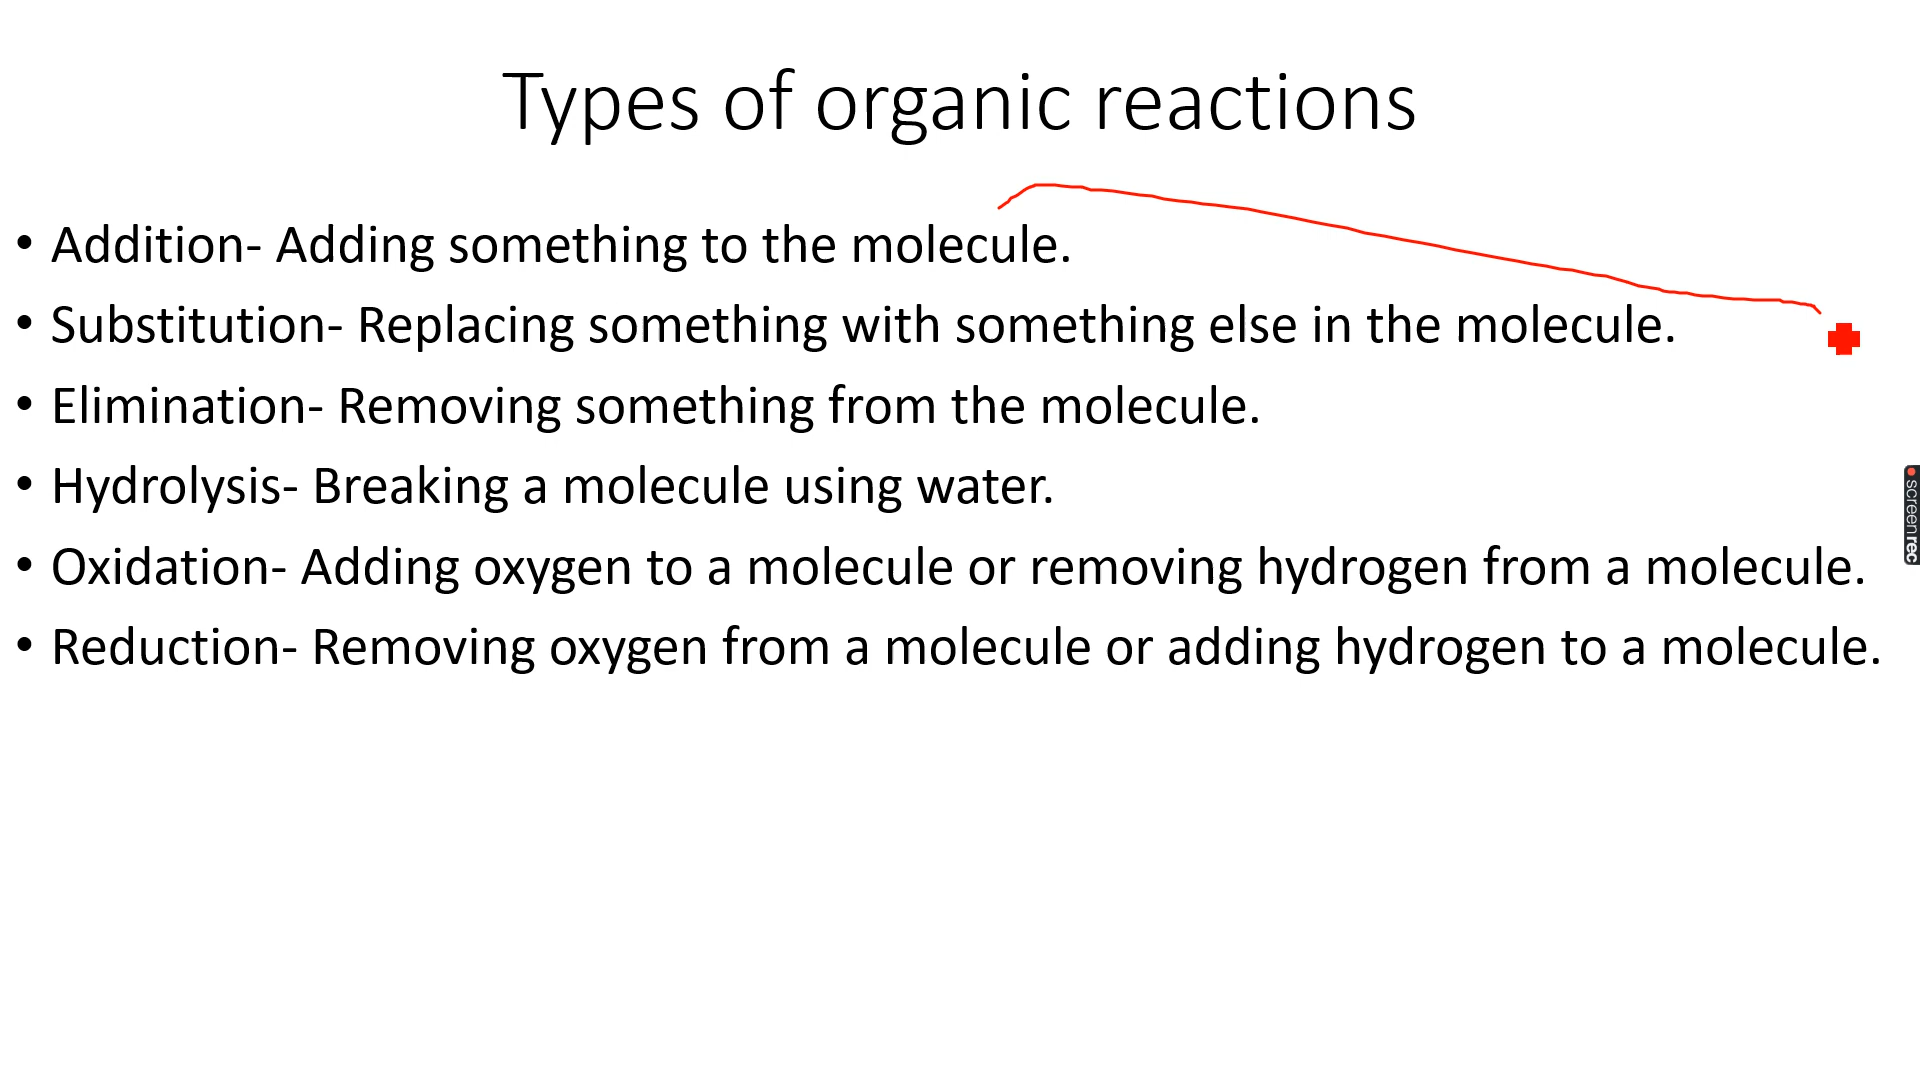 Types of organic reactions
• Addition- Adding something to the molecule.
• Substitution- Replacing something with something else in the molecule.
• Elimination- Removing something from the molecule.
• Hydrolysis- Breaking a molecule using water.
• Oxidation- Adding oxygen to a molecule or removing hydrogen from a molecule.
• Reduction- Removing oxygen from a molecule or adding hydrogen to a molecule.
screenrec